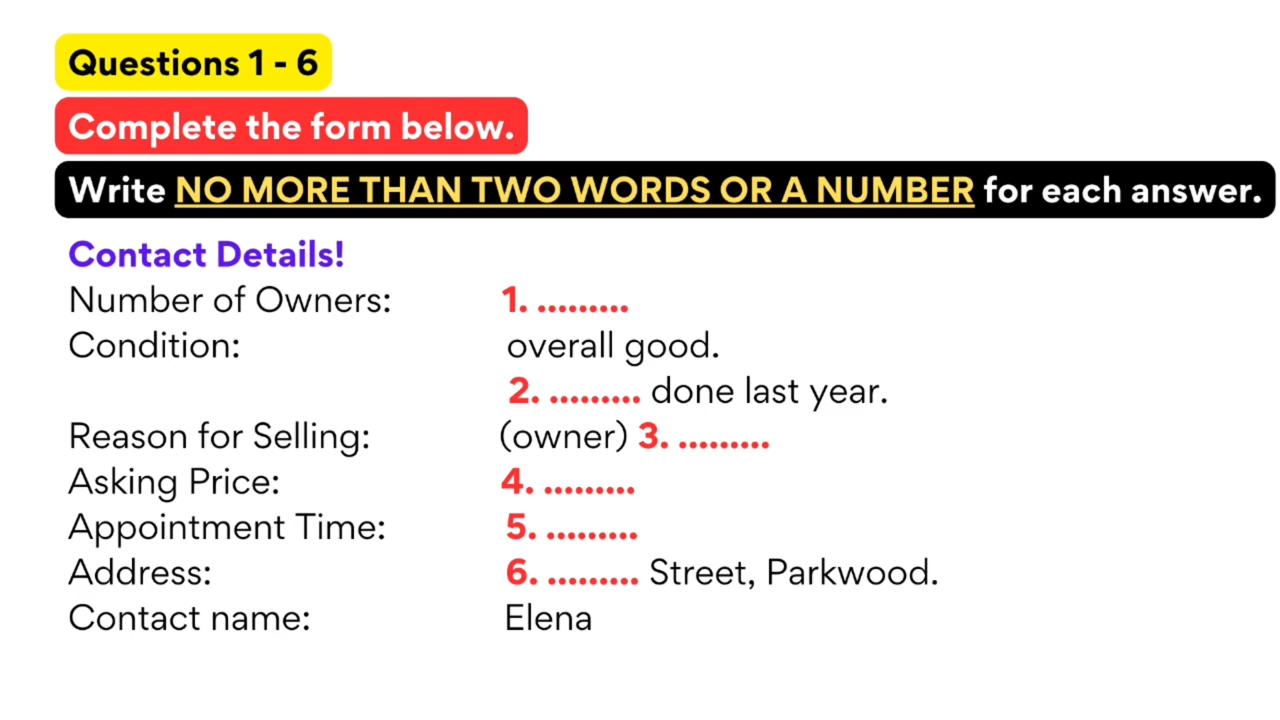 Questions 1 - 6
Complete the form below.
Write NO MORE THAN TWO WORDS OR A NUMBER for each answer.
Contact Details!
Number of Owners: 1. .........
Condition: overall good.
2. ......... done last year.
Reason for Selling: (owner) 3. .........
Asking Price: 4. .........
Appointment Time: 5. .........
Address: 6. ......... Street, Parkwood.
Contact name: Elena